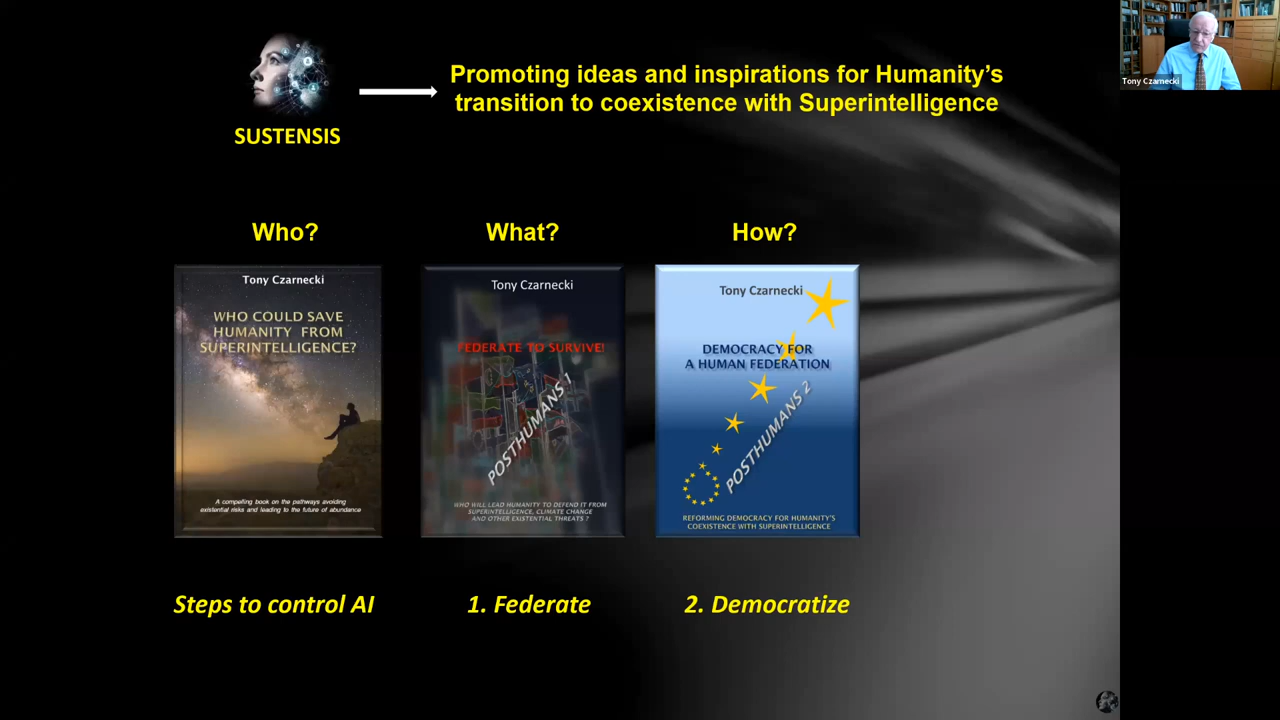 Promoting ideas and inspirations for Humanity's
transition to coexistence with Superintelligence
SUSTENSIS
Tony Czarnecki
Who?
What?
How?
Tony Czarnecki
WHO COULD SAVE
HUMANITY FROM
SUPERINTELLIGENCE?
A compelling book on the pathways avoiding
existential risks and leading to the future of abundance
Tony Czarnecki
FEDERATE TO SURVIVE!
POSTHUMANS 1
WHO WILL LEAD HUMANITY TO DEFEND IT FROM
SUPERINTELLIGENCE, CLIMATE CHANGE
AND OTHER EXISTENTIAL THREATS ?
Tony Czarnecki
DEMOCRACY FOR
A HUMAN FEDERATION
POSTHUMANS 2
REFORMING DEMOCRACY FOR HUMANITY'S
COEXISTENCE WITH SUPERINTELLIGENCE
Steps to control AI
1. Federate
2. Democratize